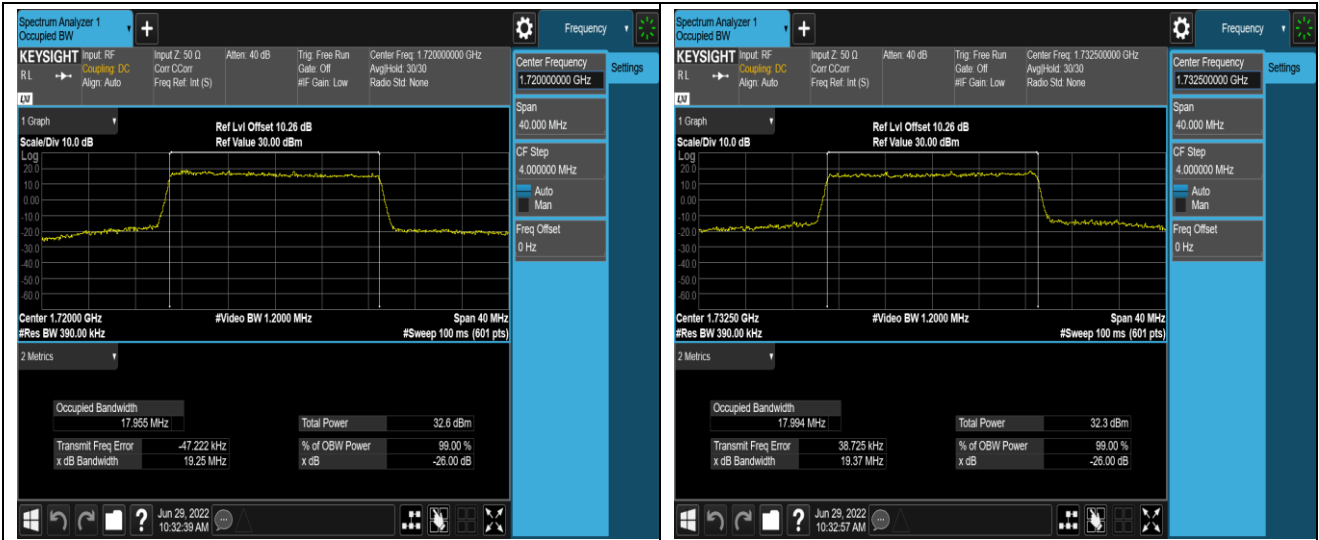 Spectrum Analyzer 1
Occupied BW
+
Frequency
KEYSIGHT Input: RF Input Z: 50 Ω Atten: 40 dB Trig: Free Run Center Freq: 1.720000000 GHz
RL Coupling: DC Corr CCorr Gate: Off Avg|Hold: 30/30
Align: Auto Freq Ref: Int (S) #IF Gain: Low Radio Std: None
LXI
Center Frequency
1.72000000 GHz
Settings
Span
40.000 MHz
CF Step
4.000000 MHz
Auto
Man
Freq Offset
0 Hz
1 Graph
Ref Lvl Offset 10.26 dB
Scale/Div 10.0 dB Ref Value 30.00 dBm
Log
20.0
10.0
0.00
-10.0
-20.0
-30.0
-40.0
-50.0
-60.0
Center 1.72000 GHz #Video BW 1.2000 MHz Span 40 MHz
#Res BW 390.00 kHz #Sweep 100 ms (601 pts)
2 Metrics
Occupied Bandwidth
17.955 MHz Total Power 32.6 dBm
Transmit Freq Error -47.222 kHz % of OBW Power 99.00 %
x dB Bandwidth 19.25 MHz x dB -26.00 dB
? Jun 29, 2022
10:32:39 AM
Spectrum Analyzer 1
Occupied BW
+
Frequency
KEYSIGHT Input: RF Input Z: 50 Ω Atten: 40 dB Trig: Free Run Center Freq: 1.732500000 GHz
RL Coupling: DC Corr CCorr Gate: Off Avg|Hold: 30/30
Align: Auto Freq Ref: Int (S) #IF Gain: Low Radio Std: None
LXI
Center Frequency
1.732500000 GHz
Settings
Span
40.000 MHz
CF Step
4.000000 MHz
Auto
Man
Freq Offset
0 Hz
1 Graph
Ref Lvl Offset 10.26 dB
Scale/Div 10.0 dB Ref Value 30.00 dBm
Log
20.0
10.0
0.00
-10.0
-20.0
-30.0
-40.0
-50.0
-60.0
Center 1.73250 GHz #Video BW 1.2000 MHz Span 40 MHz
#Res BW 390.00 kHz #Sweep 100 ms (601 pts)
2 Metrics
Occupied Bandwidth
17.994 MHz Total Power 32.3 dBm
Transmit Freq Error 38.725 kHz % of OBW Power 99.00 %
x dB Bandwidth 19.37 MHz x dB -26.00 dB
? Jun 29, 2022
10:32:57 AM